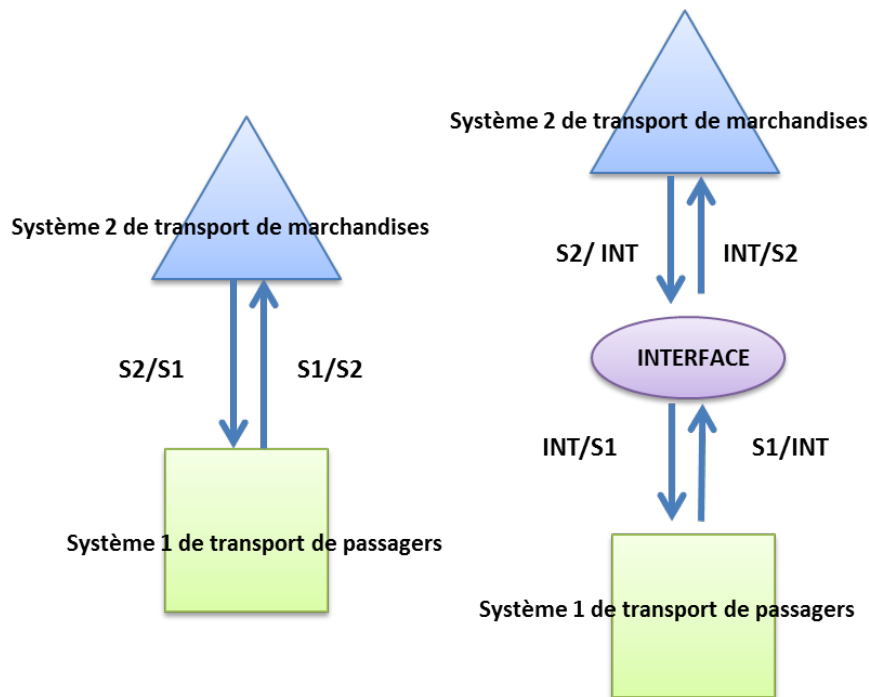 Système 2 de transport de marchandises
S2/S1
S1/S2
Système 1 de transport de passagers
Système 2 de transport de marchandises
S2/ INT
INT/S2
INTERFACE
INT/S1
S1/INT
Système 1 de transport de passagers